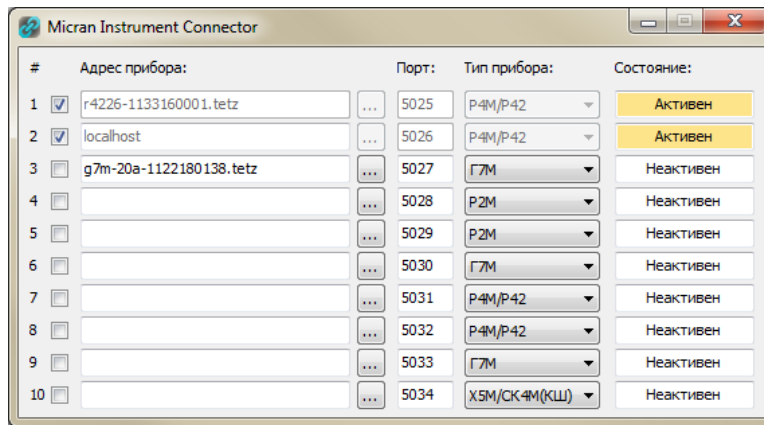 Micran Instrument Connector
# Адрес прибора: Порт: Тип прибора: Состояние:
1 r4226-1133160001.tetz ... 5025 Р4М/Р42 Активен
2 localhost ... 5026 Р4М/Р42 Активен
3 g7m-20a-1122180138.tetz ... 5027 Г7М Неактивен
4 ... 5028 Р2М Неактивен
5 ... 5029 Р2М Неактивен
6 ... 5030 Г7М Неактивен
7 ... 5031 Р4М/Р42 Неактивен
8 ... 5032 Р4М/Р42 Неактивен
9 ... 5033 Г7М Неактивен
10 ... 5034 Х5М/СК4М(КШ) Неактивен